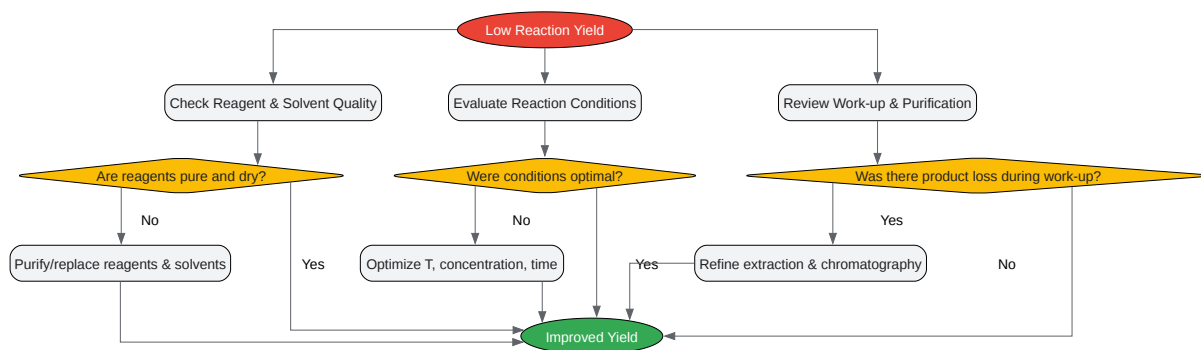 Low Reaction Yield
Check Reagent & Solvent Quality
Evaluate Reaction Conditions
Review Work-up & Purification
Are reagents pure and dry?
Were conditions optimal?
Was there product loss during work-up?
No
No
Yes
Purify/replace reagents & solvents
Yes
Optimize T, concentration, time
Yes
Refine extraction & chromatography
No
Improved Yield